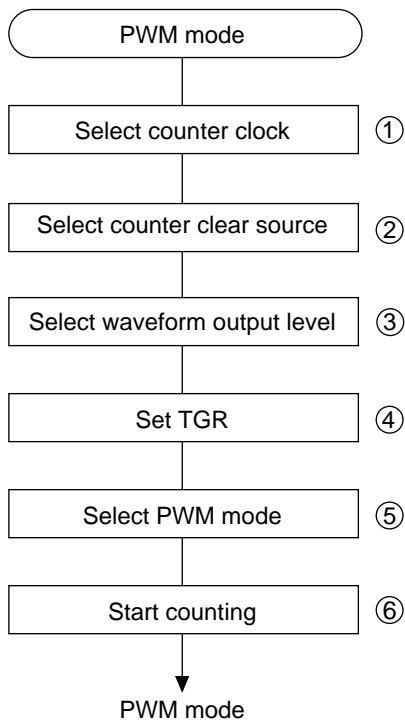 PWM mode
Select counter clock ①
Select counter clear source ②
Select waveform output level ③
Set TGR ④
Select PWM mode ⑤
Start counting ⑥
PWM mode